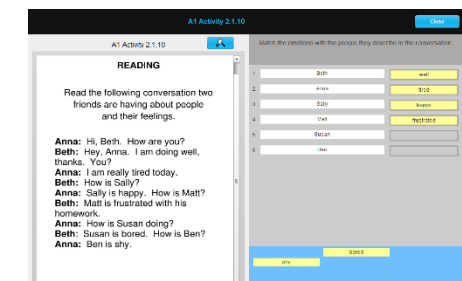 A1 Activity 2.1.10
Close
A1 Activity 2.1.10
READING
Read the following conversation two
friends are having about people
and their feelings.
Anna: Hi, Beth. How are you?
Beth: Hey, Anna. I am doing well,
thanks. You?
Anna: I am really tired today.
Beth: How is Sally?
Anna: Sally is happy. How is Matt?
Beth: Matt is frustrated with his
homework.
Anna: How is Susan doing?
Beth: Susan is bored. How is Ben?
Anna: Ben is shy.
Match the emotions with the people they describe in the conversation.
1 Beth well
2 Anna tired
3 Sally happy
4 Matt frustrated
5 Susan
6 Ben
bored
shy